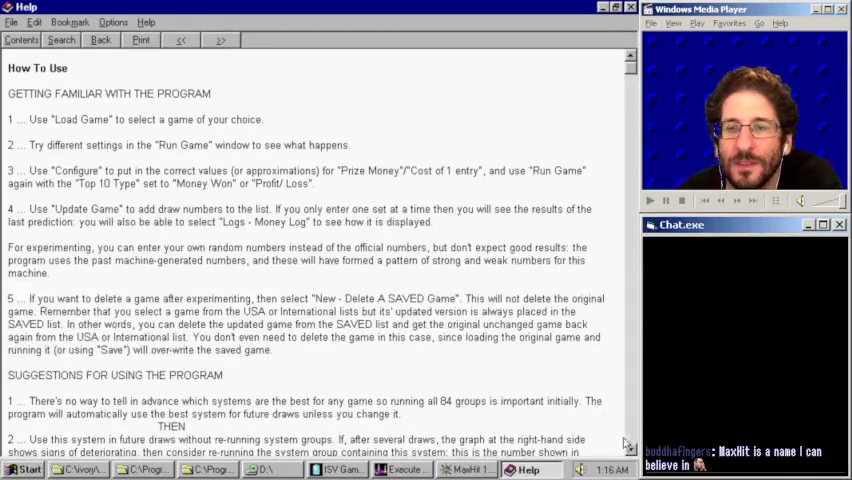 Help
File Edit Bookmark Options Help
Contents Search Back Print << >>
How To Use
GETTING FAMILIAR WITH THE PROGRAM
1 ... Use "Load Game" to select a game of your choice.
2 ... Try different settings in the "Run Game" window to see what happens.
3 ... Use "Configure" to put in the correct values (or approximations) for "Prize Money"/"Cost of 1 entry", and use "Run Game"
again with the "Top 10 Type" set to "Money Won" or "Profit/ Loss".
4 ... Use "Update Game" to add draw numbers to the list. If you only enter one set at a time then you will see the results of the
last prediction: you will also be able to select "Logs - Money Log" to see how it is displayed.
For experimenting, you can enter your own random numbers instead of the official numbers, but don't expect good results: the
program uses the past machine-generated numbers, and these will have formed a pattern of strong and weak numbers for this
machine.
5 ... If you want to delete a game after experimenting, then select "New - Delete A SAVED Game". This will not delete the original
game. Remember that you select a game from the USA or International lists but its' updated version is always placed in the
SAVED list. In other words, you can delete the updated game from the SAVED list and get the original unchanged game back
again from the USA or International list. You don't even need to delete the game in this case, since loading the original game and
running it (or using "Save") will over-write the saved game.
SUGGESTIONS FOR USING THE PROGRAM
1 ... There's no way to tell in advance which systems are the best for any game so running all 84 groups is important initially. The
program will automatically use the best system for future draws unless you change it.
THEN
2 ... Use this system in future draws without re-running system groups. If, after several draws, the graph at the right-hand side
shows signs of deteriorating, then consider re-running the system group containing this system: this is the number shown in
Windows Media Player
File View Play Favorites Go Help
Chat.exe
buddhafingers: MaxHit is a name I can
believe in
Start C:\ivory\... C:\Progr... C:\Progr... D:\ ISV Gam... Execute ... MaxHit 1... Help 1:16 AM